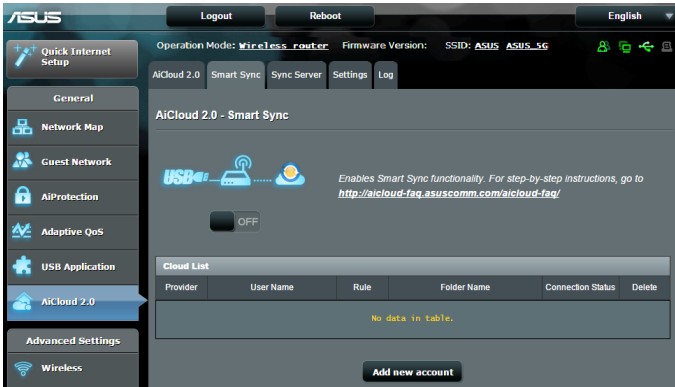 ASUS
Logout
Reboot
English
Quick Internet
Setup
Operation Mode: Wireless router Firmware Version: SSID: ASUS ASUS_5G
AiCloud 2.0
Smart Sync
Sync Server
Settings
Log
General
Network Map
Guest Network
AiProtection
Adaptive QoS
USB Application
AiCloud 2.0
Advanced Settings
Wireless
AiCloud 2.0 - Smart Sync
USB
Enables Smart Sync functionality. For step-by-step instructions, go to
http://aicloud-faq.asuscomm.com/aicloud-faq/
OFF
Cloud List
Provider User Name Rule Folder Name Connection Status Delete
No data in table.
Add new account